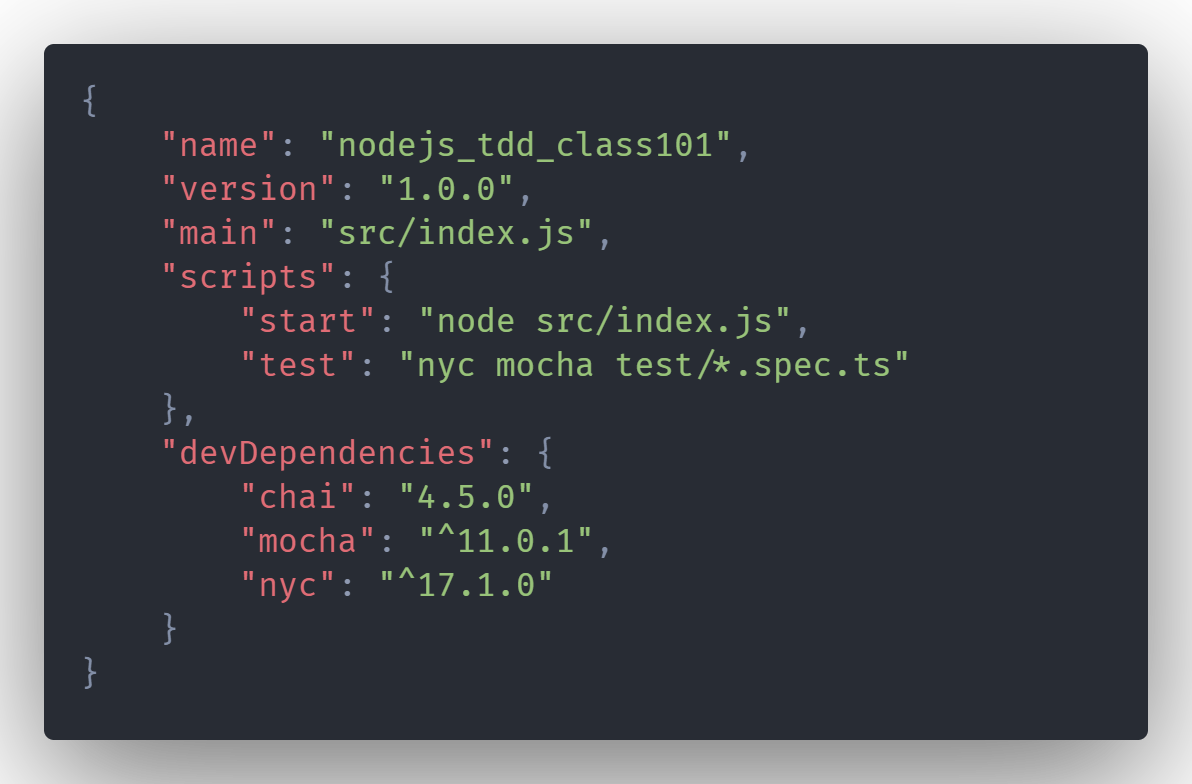 {
    "name": "nodejs_tdd_class101",
    "version": "1.0.0",
    "main": "src/index.js",
    "scripts": {
        "start": "node src/index.js",
        "test": "nyc mocha test/*.spec.ts"
    },
    "devDependencies": {
        "chai": "4.5.0",
        "mocha": "^11.0.1",
        "nyc": "^17.1.0"
    }
}